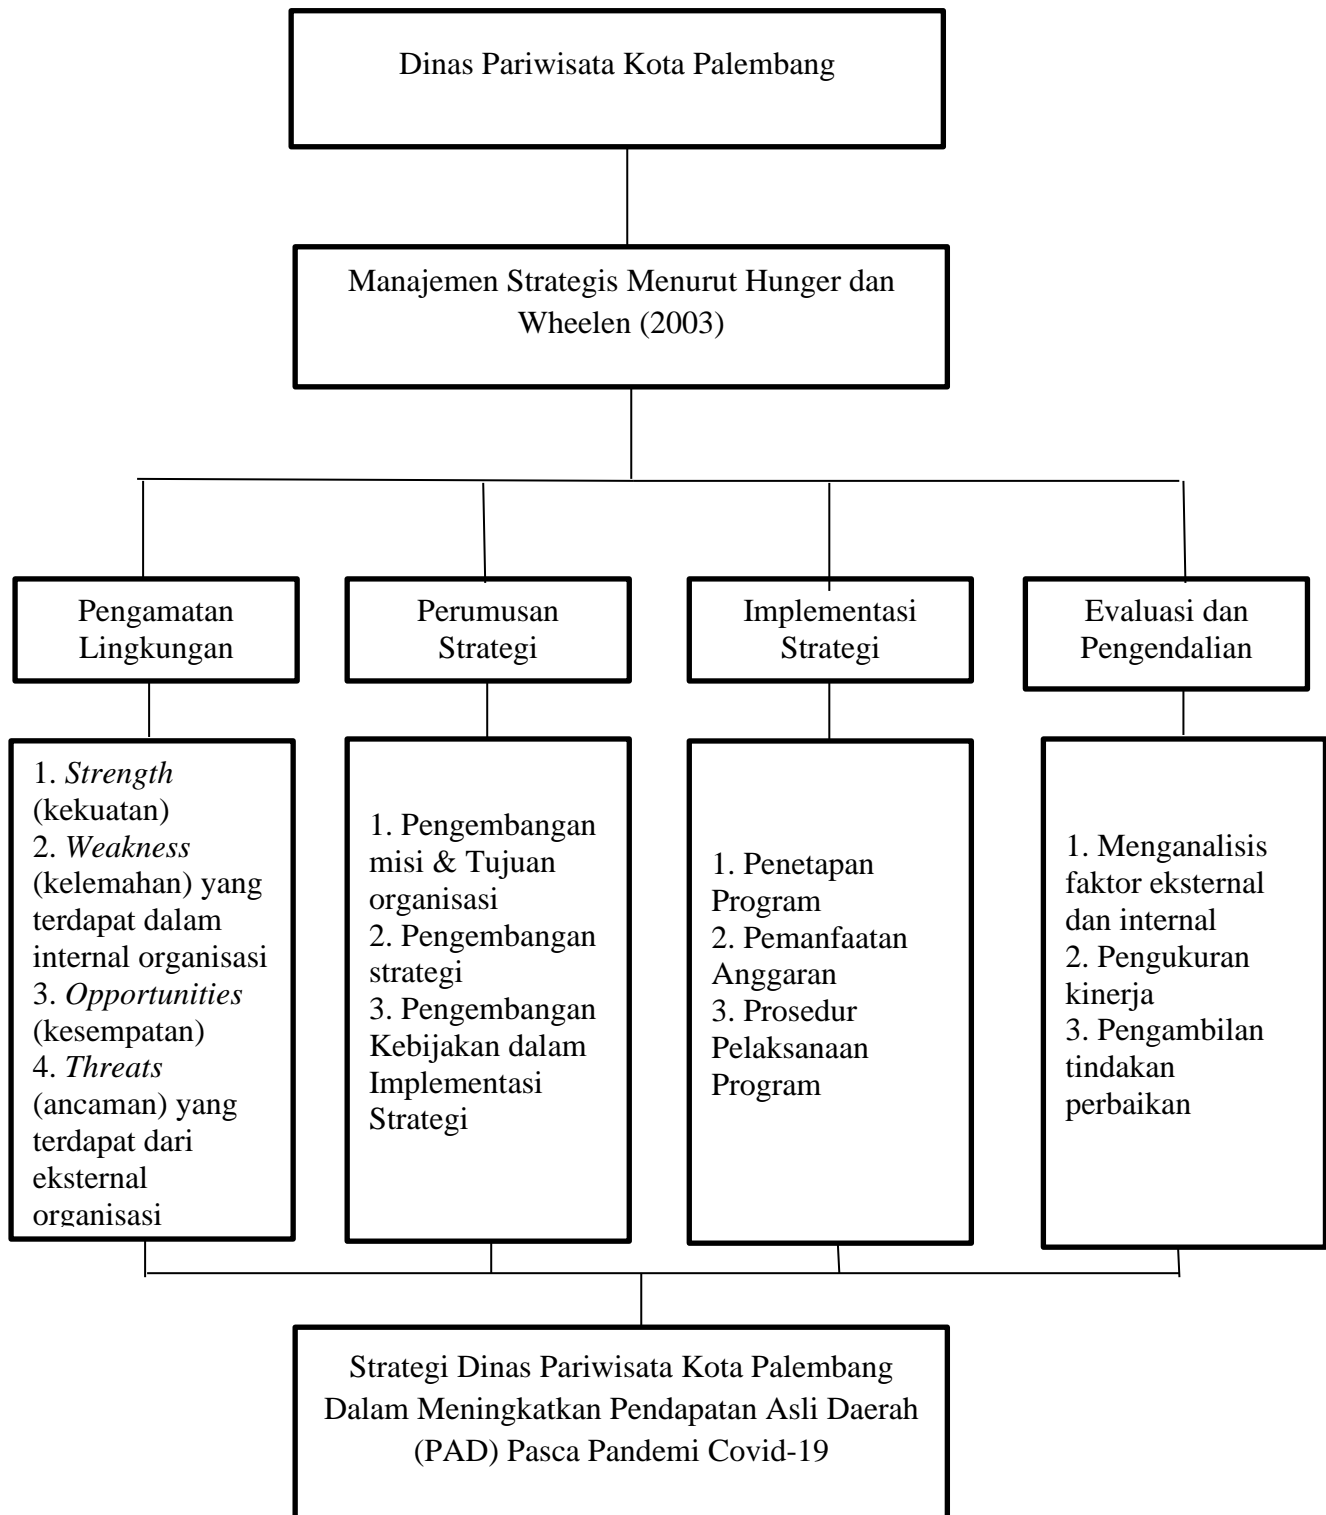 Dinas Pariwisata Kota Palembang
Manajemen Strategis Menurut Hunger dan
Wheelen (2003)
Pengamatan
Lingkungan
Perumusan
Strategi
Implementasi
Strategi
Evaluasi dan
Pengendalian
1. Strength
(kekuatan)
2. Weakness
(kelemahan) yang
terdapat dalam
internal organisasi
3. Opportunities
(kesempatan)
4. Threats
(ancaman) yang
terdapat dari
eksternal
organisasi
1. Pengembangan
misi & Tujuan
organisasi
2. Pengembangan
strategi
3. Pengembangan
Kebijakan dalam
Implementasi
Strategi
1. Penetapan
Program
2. Pemanfaatan
Anggaran
3. Prosedur
Pelaksanaan
Program
1. Menganalisis
faktor eksternal
dan internal
2. Pengukuran
kinerja
3. Pengambilan
tindakan
perbaikan
Strategi Dinas Pariwisata Kota Palembang
Dalam Meningkatkan Pendapatan Asli Daerah
(PAD) Pasca Pandemi Covid-19